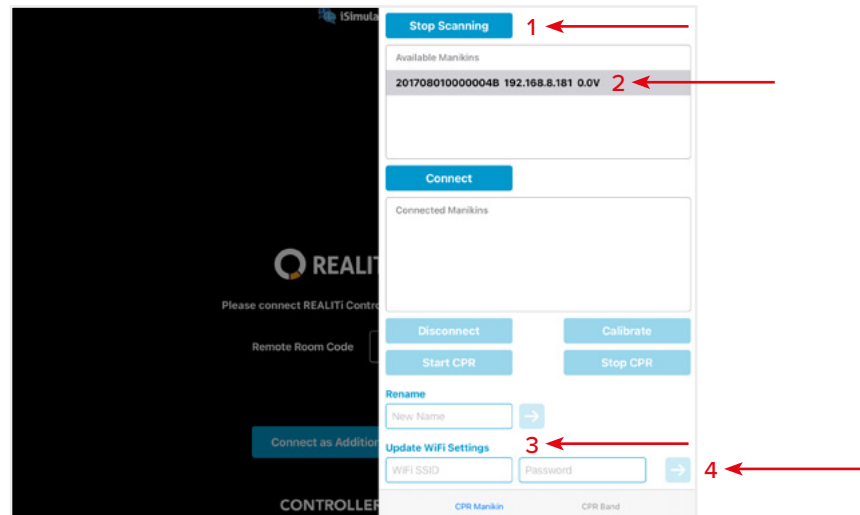 iSimula
Stop Scanning
1
Available Manikins
201708010000004B 192.168.8.181 0.0V
2
Connect
Connected Manikins
REALIT
Please connect REALITi Contro
Remote Room Code
Disconnect
Calibrate
Start CPR
Stop CPR
Rename
New Name
Connect as Addition
Update WiFi Settings
3
WiFi SSID
Password
4
CONTROLLER
CPR Manikin
CPR Band